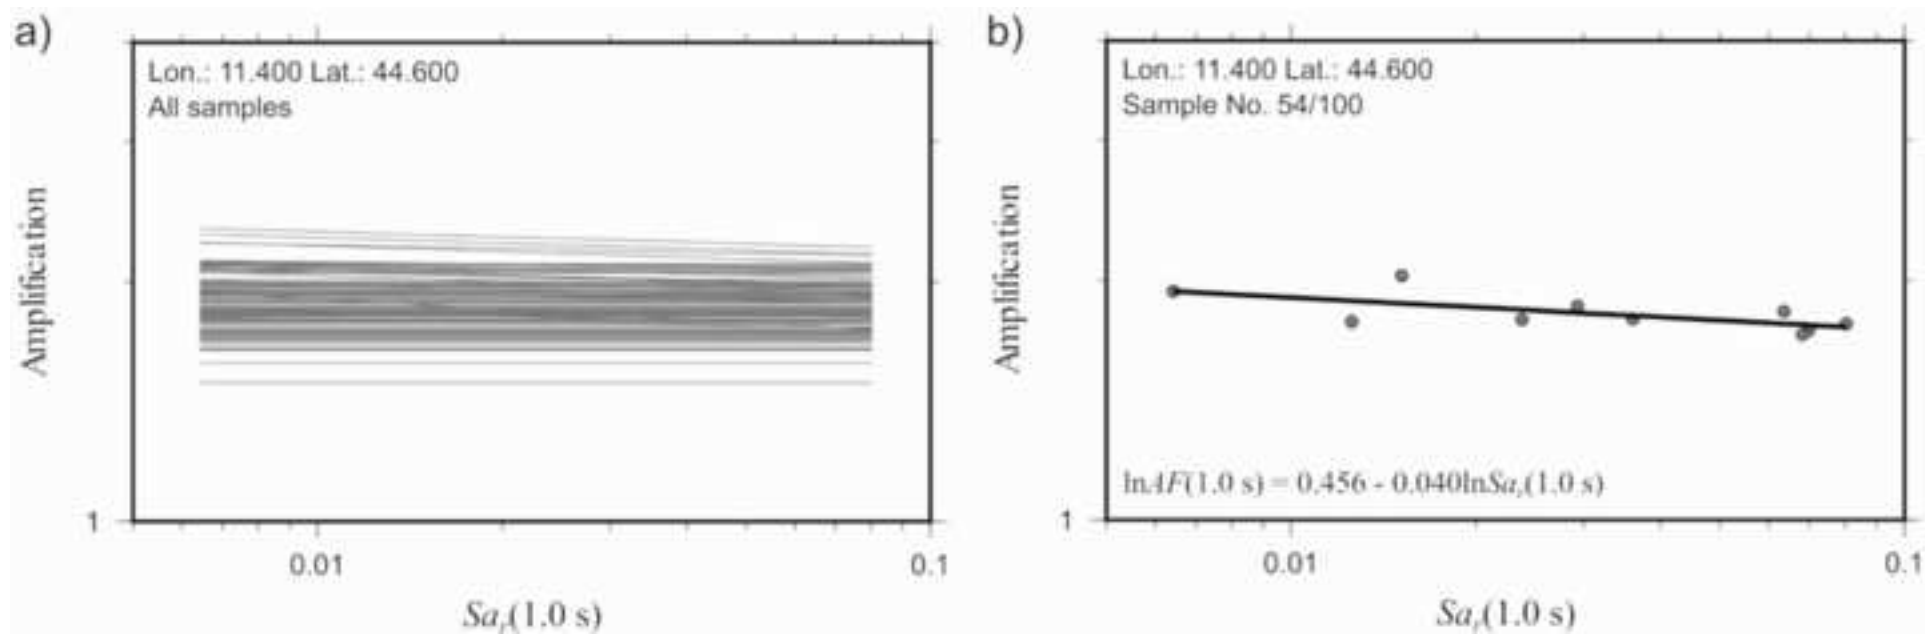 a)
Lon.: 11.400 Lat.: 44.600
All samples
Amplification
1
0.01
0.1
Sar(1.0 s)
b)
Lon.: 11.400 Lat.: 44.600
Sample No. 54/100
Amplification
lnAF(1.0 s) = 0.456 - 0.040lnSar(1.0 s)
1
0.01
0.1
Sar(1.0 s)